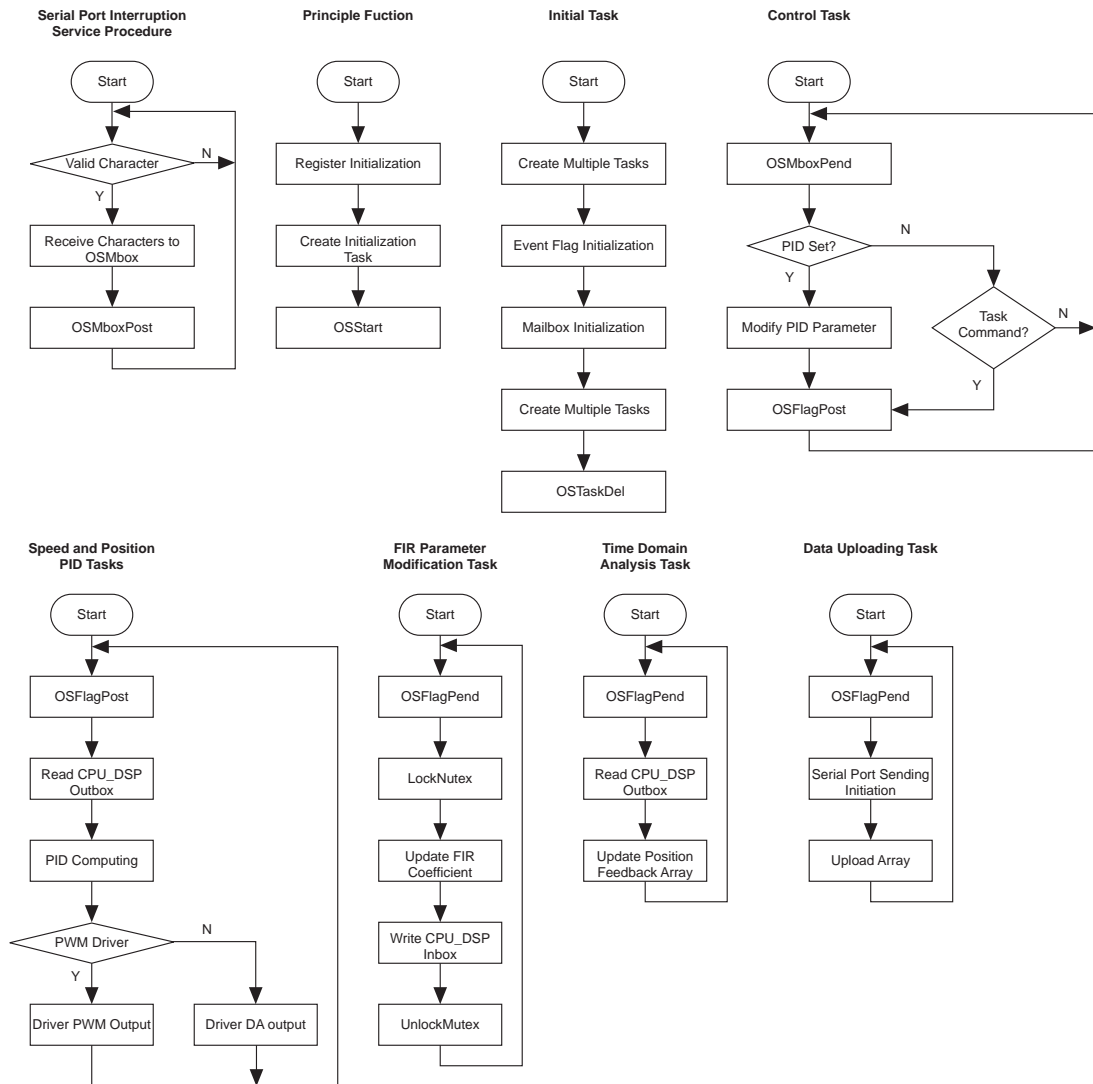 Serial Port Interruption
Service Procedure
Start
Valid Character
N
Y
Receive Characters to
OSMbox
OSMboxPost
Principle Fuction
Start
Register Initialization
Create Initialization
Task
OSStart
Initial Task
Start
Create Multiple Tasks
Event Flag Initialization
Mailbox Initialization
Create Multiple Tasks
OSTaskDel
Control Task
Start
OSMboxPend
PID Set?
N
Y
Modify PID Parameter
Task
Command?
N
Y
OSFlagPost
Speed and Position
PID Tasks
Start
OSFlagPost
Read CPU_DSP
Outbox
PID Computing
PWM Driver
N
Y
Driver PWM Output
Driver DA output
FIR Parameter
Modification Task
Start
OSFlagPend
LockNutex
Update FIR
Coefficient
Write CPU_DSP
Inbox
UnlockMutex
Time Domain
Analysis Task
Start
OSFlagPend
Read CPU_DSP
Outbox
Update Position
Feedback Array
Data Uploading Task
Start
OSFlagPend
Serial Port Sending
Initiation
Upload Array